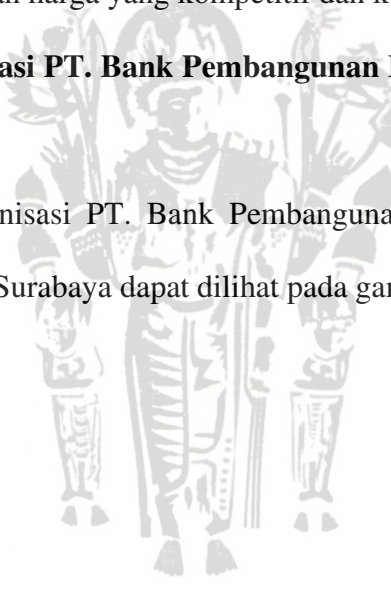 an harga yang kompetitif dan k
asi PT. Bank Pembangunan
nisasi PT. Bank Pembanguna
Surabaya dapat dilihat pada gar